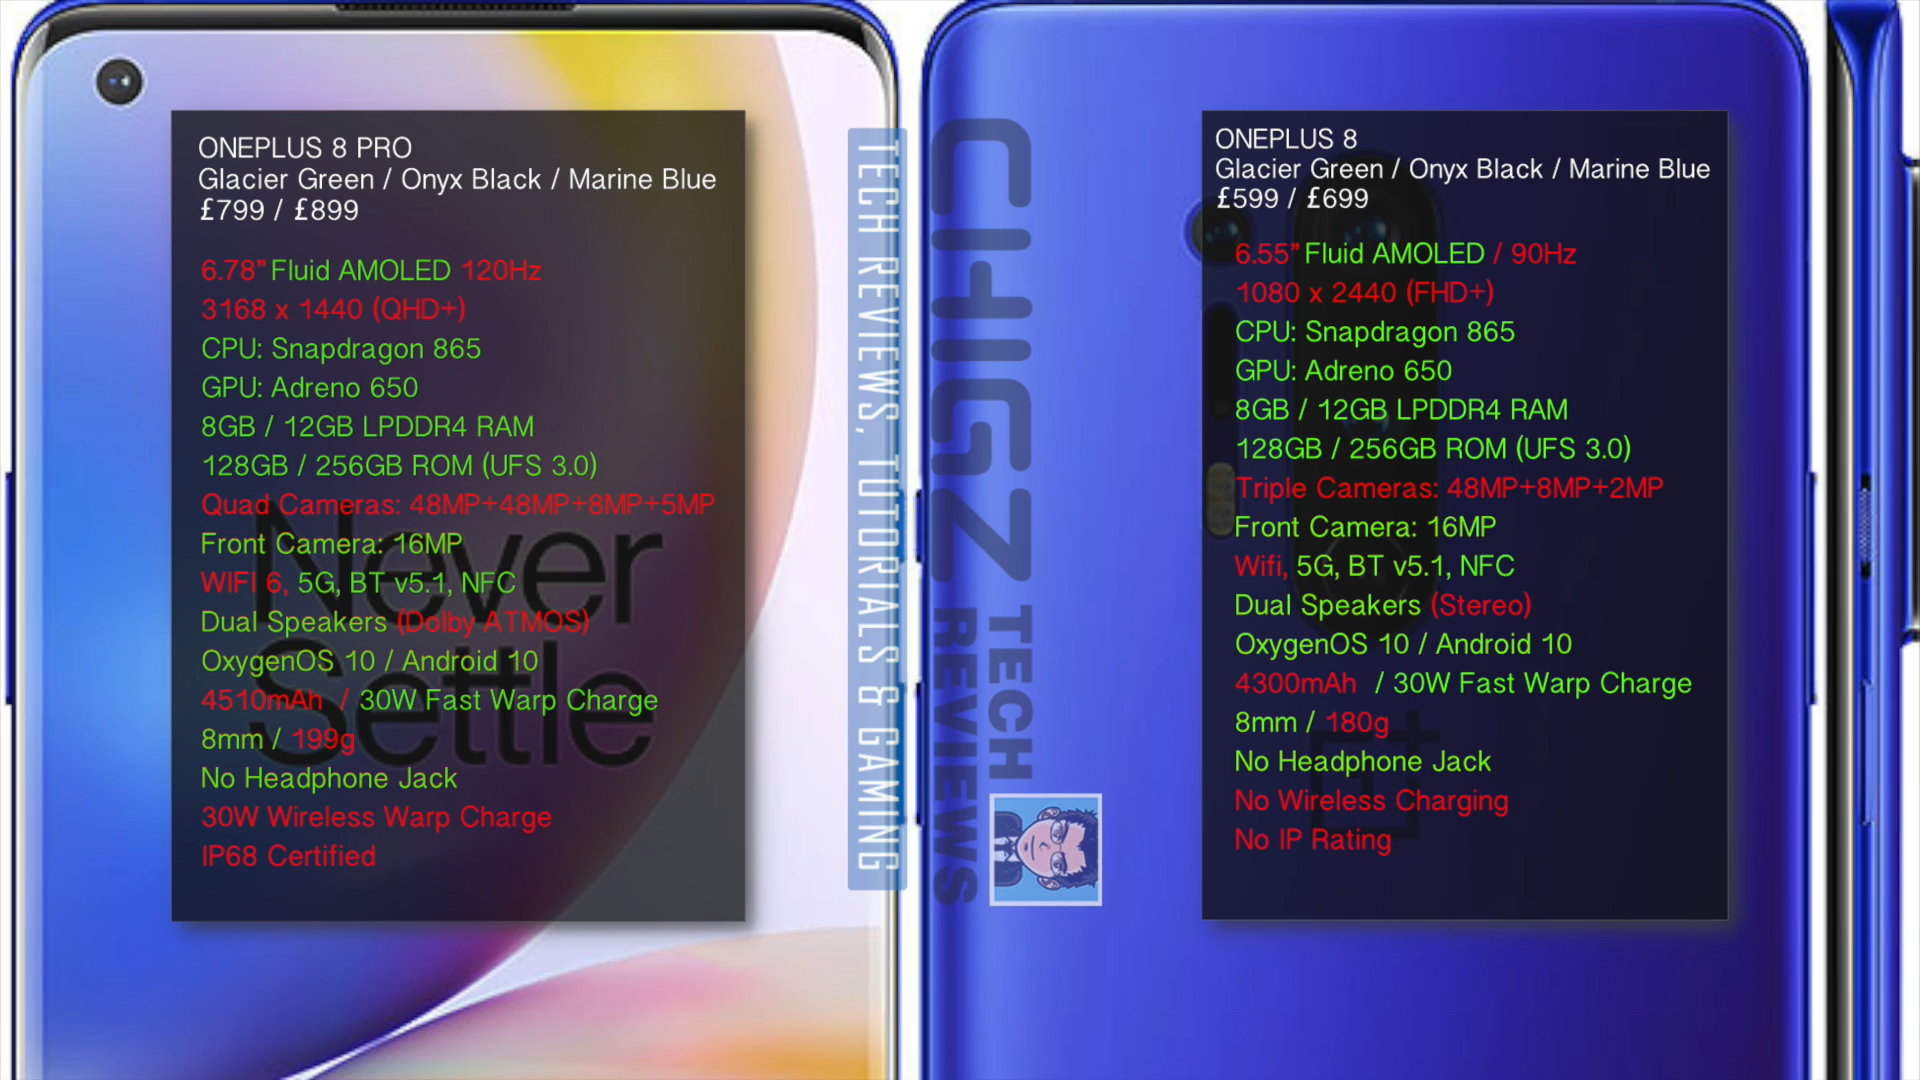 ONEPLUS 8 PRO
Glacier Green / Onyx Black / Marine Blue
£799 / £899
6.78” Fluid AMOLED 120Hz
3168 x 1440 (QHD+)
CPU: Snapdragon 865
GPU: Adreno 650
8GB / 12GB LPDDR4 RAM
128GB / 256GB ROM (UFS 3.0)
Quad Cameras: 48MP+48MP+8MP+5MP
Front Camera: 16MP
WIFI 6, 5G, BT v5.1, NFC
Dual Speakers (Dolby ATMOS)
OxygenOS 10 / Android 10
4510mAh / 30W Fast Warp Charge
8mm / 199g
No Headphone Jack
30W Wireless Warp Charge
IP68 Certified
Never
Settle
TECH REVIEWS, TUTORIALS & GAMING
CHIGZ TECH
REVIEWS
ONEPLUS 8
Glacier Green / Onyx Black / Marine Blue
£599 / £699
6.55” Fluid AMOLED / 90Hz
1080 x 2440 (FHD+)
CPU: Snapdragon 865
GPU: Adreno 650
8GB / 12GB LPDDR4 RAM
128GB / 256GB ROM (UFS 3.0)
Triple Cameras: 48MP+8MP+2MP
Front Camera: 16MP
Wifi, 5G, BT v5.1, NFC
Dual Speakers (Stereo)
OxygenOS 10 / Android 10
4300mAh / 30W Fast Warp Charge
8mm / 180g
No Headphone Jack
No Wireless Charging
No IP Rating